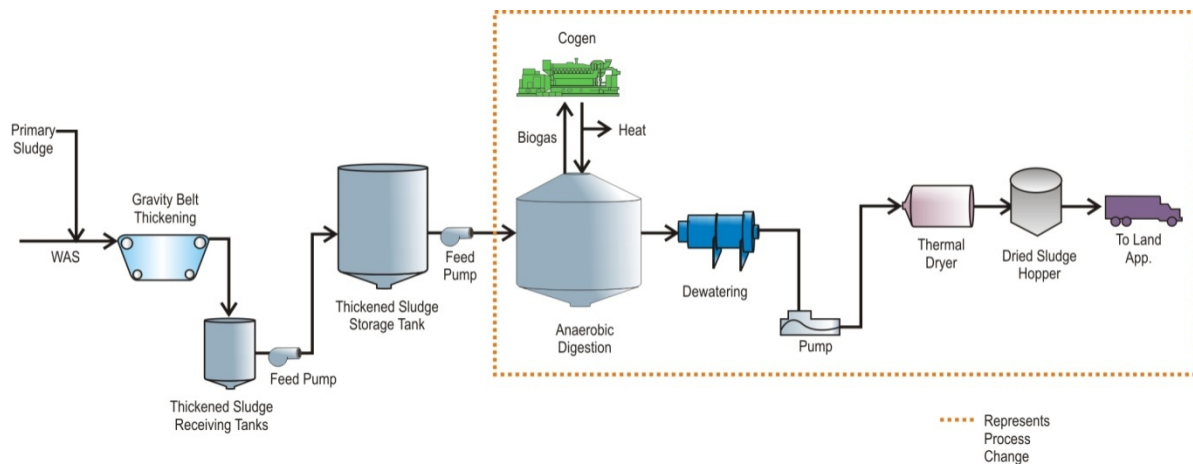 Cogen
Primary
Sludge
Biogas
Heat
Gravity Belt
Thickening
WAS
Feed
Pump
Thermal
Dryer
Dried Sludge
Hopper
To Land
App.
Thickened Sludge
Storage Tank
Dewatering
Anaerobic
Digestion
Pump
Feed Pump
Thickened Sludge
Receiving Tanks
Represents
Process
Change